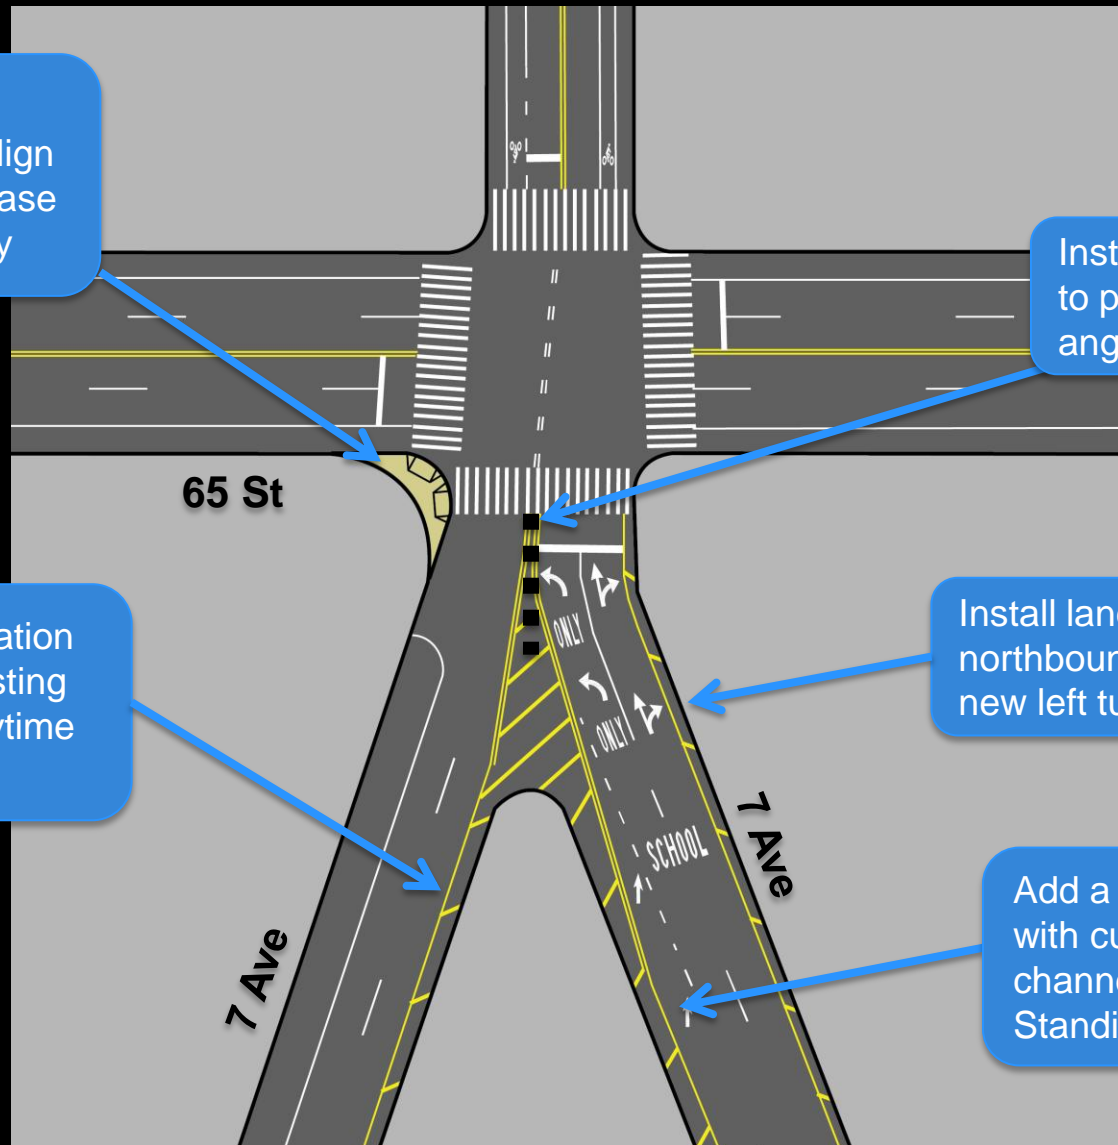 lign
ase
y
Inst
to p
ang
65 St
ation
sting
ytime
Install lan
northboun
new left tu
ONLY
ONLY
SCHOOL
7 Ave
7 Ave
Add a
with cu
chann
Standi